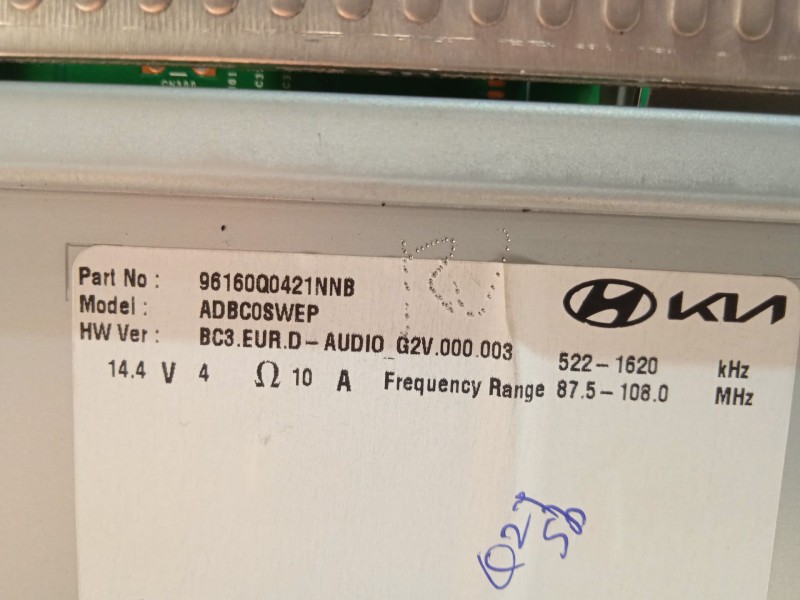 Part No : 96160Q0421NNB
Model : ADBC0SWEP
HW Ver : BC3.EUR.D-AUDIO_G2V.000.003
14.4 V 4 Ω 10 A Frequency Range 522-1620 kHz
87.5-108.0 MHz
KIA